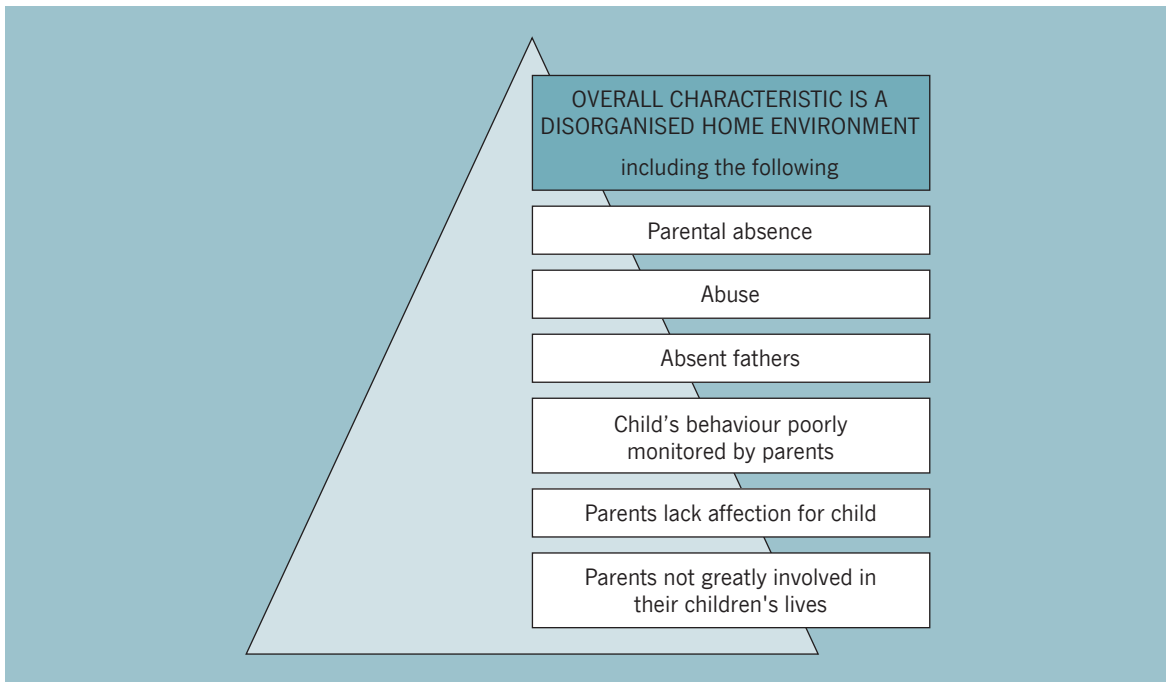 OVERALL CHARACTERISTIC IS A
DISORGANISED HOME ENVIRONMENT
including the following
Parental absence
Abuse
Absent fathers
Child’s behaviour poorly
monitored by parents
Parents lack affection for child
Parents not greatly involved in
their children's lives